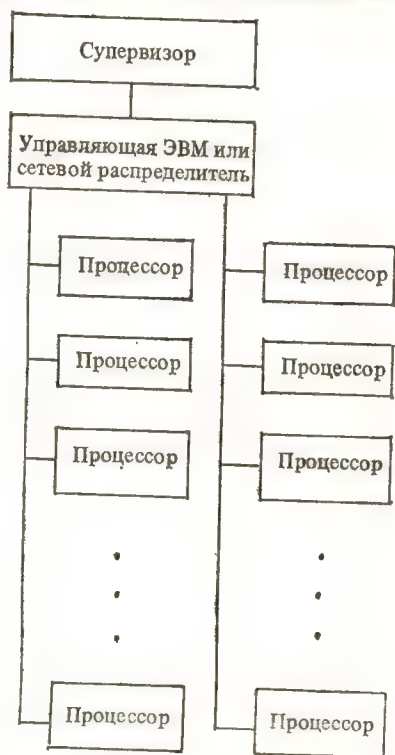 Супервизор
Управляющая ЭВМ или
сетевой распределитель
Процессор
Процессор
Процессор
Процессор
Процессор
Процессор
Процессор
Процессор